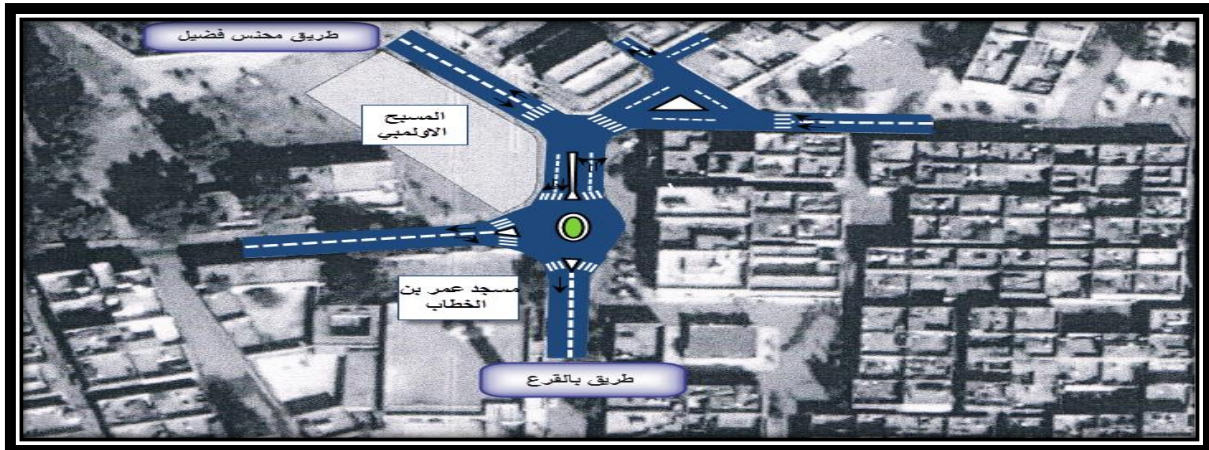 طريق محنس فضيل
المسبح
الاولمبي
مسجد عمر بن
الخطاب
طريق بالقرع